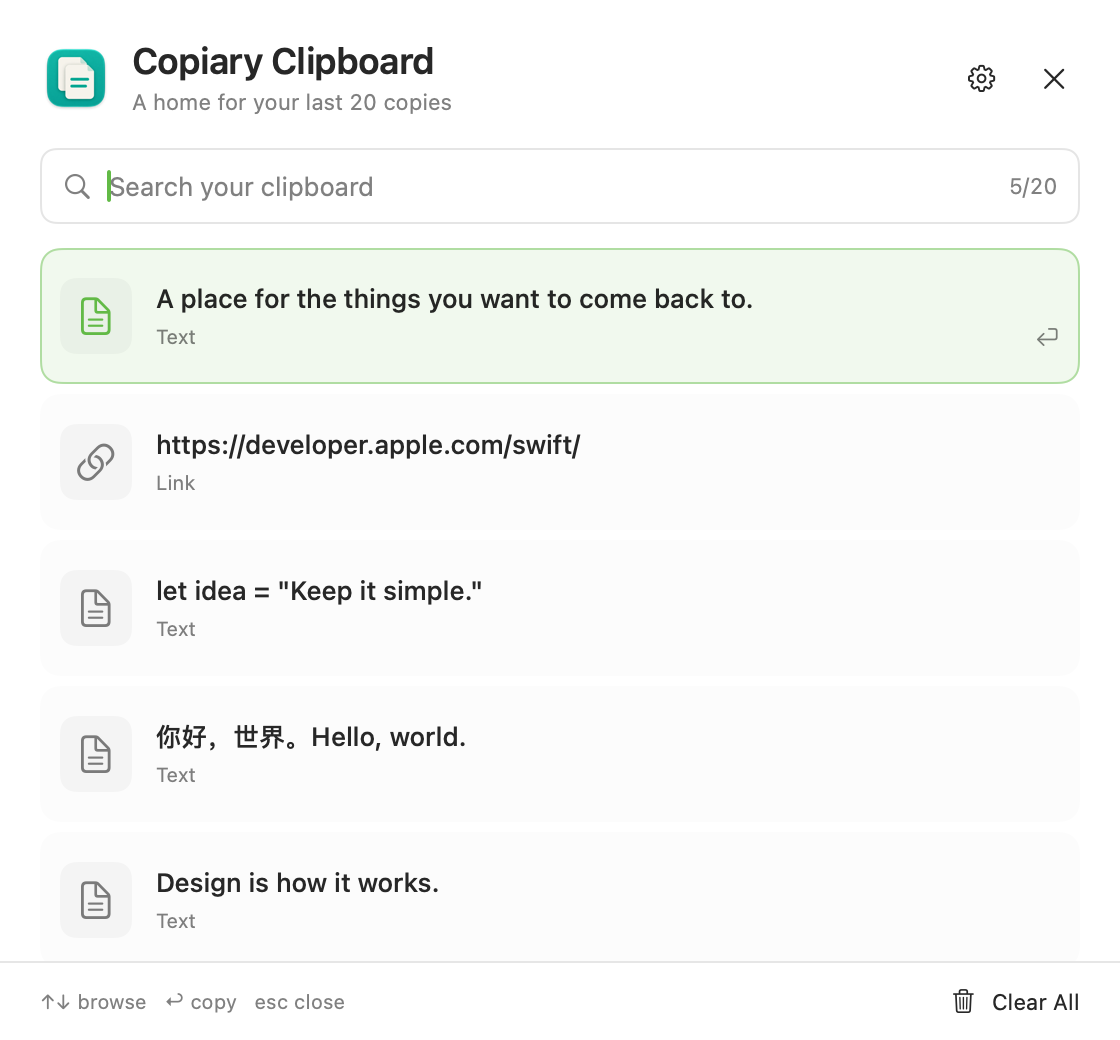 Copiary Clipboard
A home for your last 20 copies
Search your clipboard 5/20
A place for the things you want to come back to.
Text
https://developer.apple.com/swift/
Link
let idea = "Keep it simple."
Text
你好，世界。Hello, world.
Text
Design is how it works.
Text
↑↓ browse ↩ copy esc close Clear All